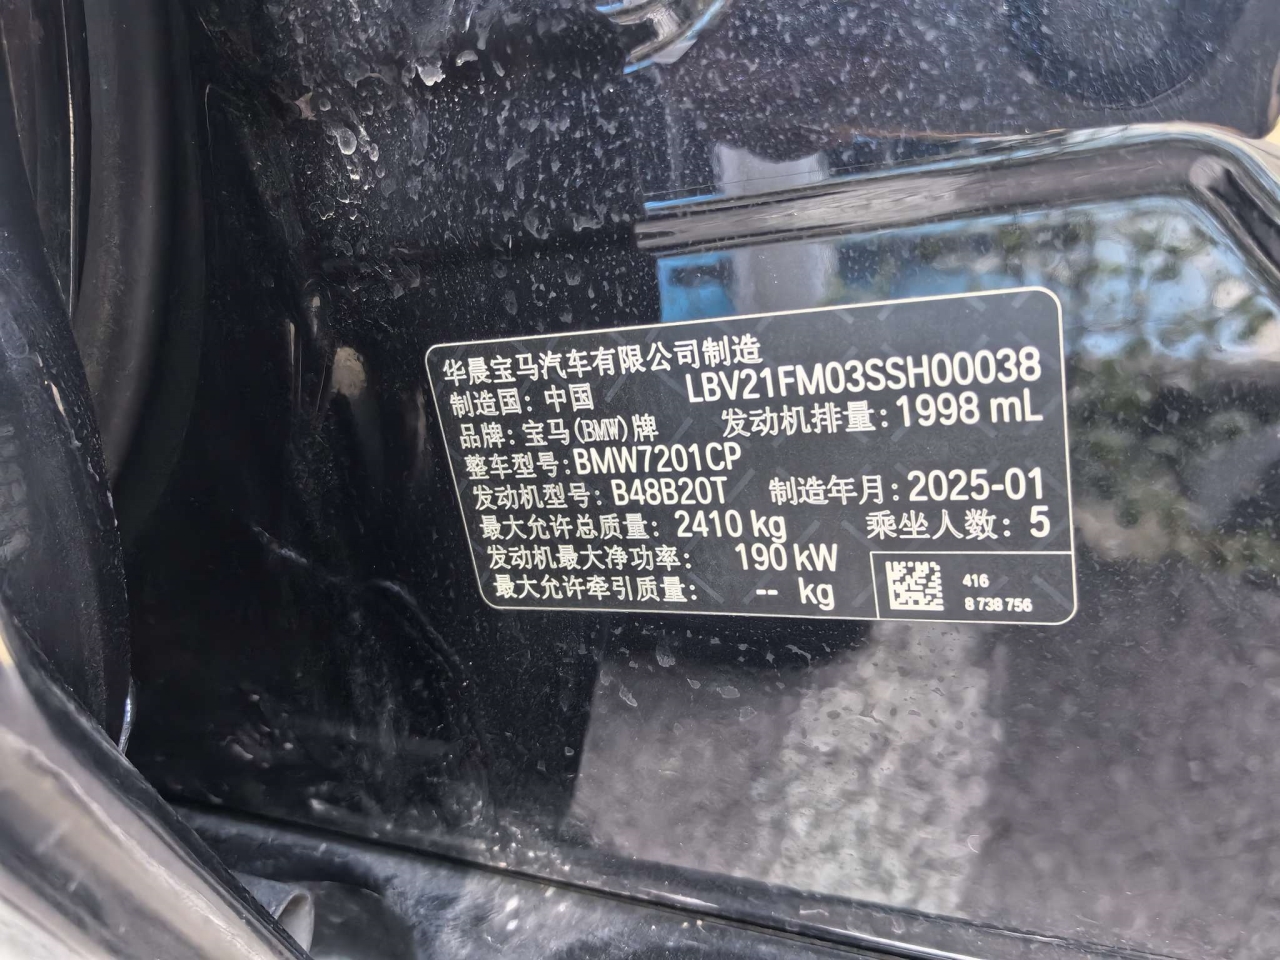 华晨宝马汽车有限公司制造
制造国：中国 LBV21FM03SSH00038
品牌：宝马(BMW)牌 发动机排量：1998 mL
整车型号：BMW7201CP
发动机型号：B48B20T 制造年月：2025-01
最大允许总质量：2410 kg 乘坐人数：5
发动机最大净功率：190 kW
最大允许牵引质量：-- kg
416
8 738 756